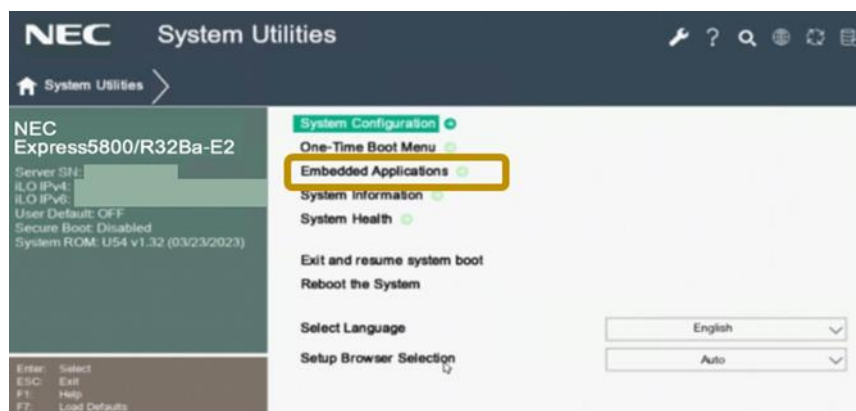 NEC System Utilities
System Utilities
NEC
Express5800/R32Ba-E2
Server SN:
iLO IPv4:
iLO IPv6:
User Default: OFF
Secure Boot: Disabled
System ROM: U54 v1.32 (03/23/2023)
Enter: Select
ESC: Exit
F1: Help
F7: Load Defaults
System Configuration
One-Time Boot Menu
Embedded Applications
System Information
System Health
Exit and resume system boot
Reboot the System
Select Language English
Setup Browser Selection Auto